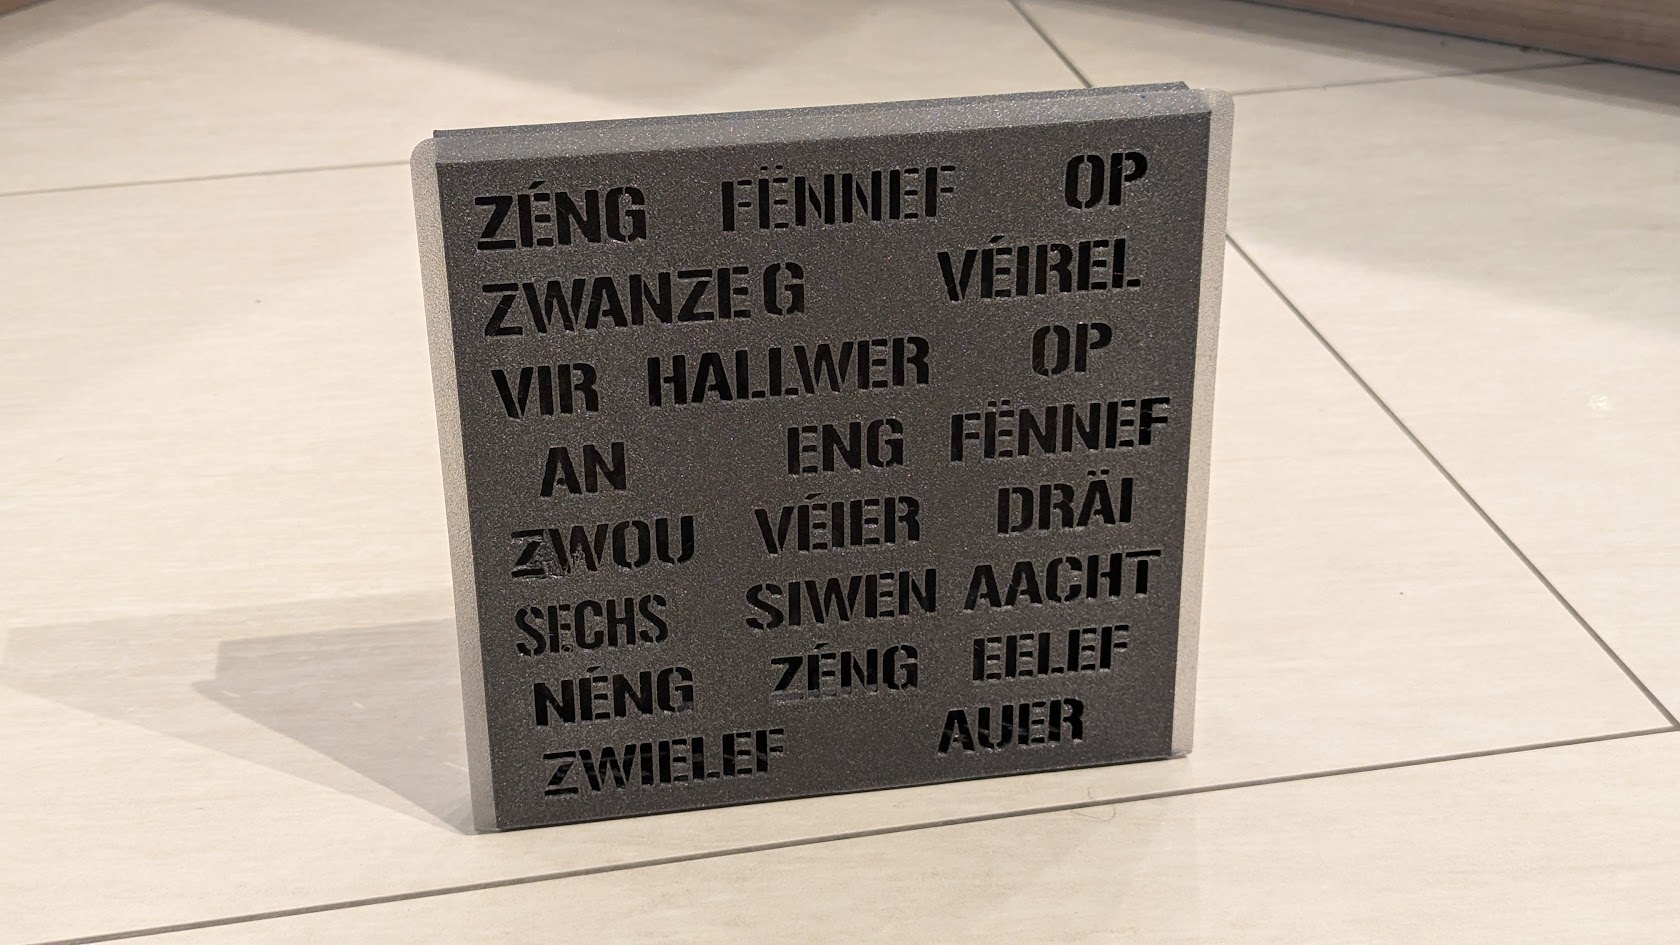 ZÉNG FËNNEF OP
ZWANZEG VÉIREL
VIR HALLWER OP
AN ENG FËNNEF
ZWOU VÉIER DRÄI
SECHS SIWEN AACHT
NÉNG ZÉNG EELEF
ZWIELEF AUER